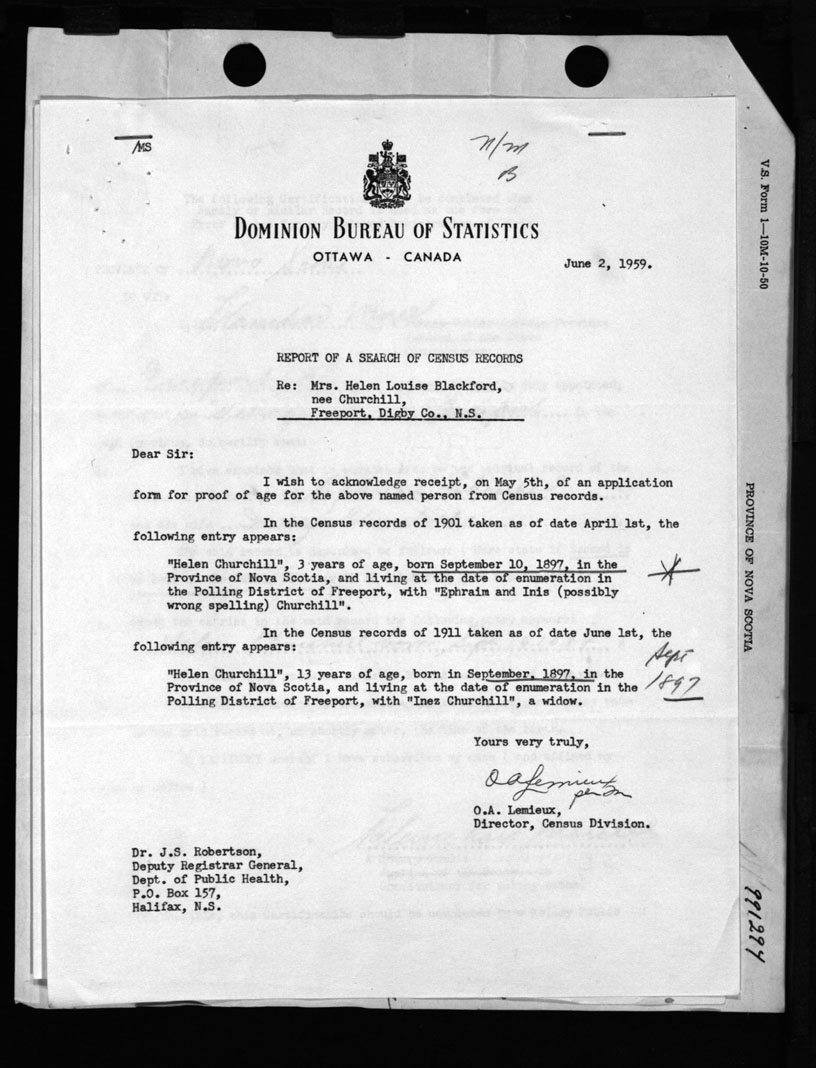 /MS
N/M
B
DOMINION BUREAU OF STATISTICS
OTTAWA - CANADA
June 2, 1959.
REPORT OF A SEARCH OF CENSUS RECORDS
Re: Mrs. Helen Louise Blackford,
nee Churchill,
Freeport, Digby Co., N.S.
Dear Sir:
I wish to acknowledge receipt, on May 5th, of an application
form for proof of age for the above named person from Census records.
In the Census records of 1901 taken as of date April 1st, the
following entry appears:
"Helen Churchill", 3 years of age, born September 10, 1897, in the
Province of Nova Scotia, and living at the date of enumeration in
the Polling District of Freeport, with "Ephraim and Inis (possibly
wrong spelling) Churchill".
In the Census records of 1911 taken as of date June 1st, the
following entry appears:
"Helen Churchill", 13 years of age, born in September, 1897, in the
Province of Nova Scotia, and living at the date of enumeration in the
Polling District of Freeport, with "Inez Churchill", a widow.
Sept
1897
Yours very truly,
O A Lemieux
per
O.A. Lemieux,
Director, Census Division.
Dr. J.S. Robertson,
Deputy Registrar General,
Dept. of Public Health,
P.O. Box 157,
Halifax, N.S.
V.S. Form 1—10M-10-50
PROVINCE OF NOVA SCOTIA